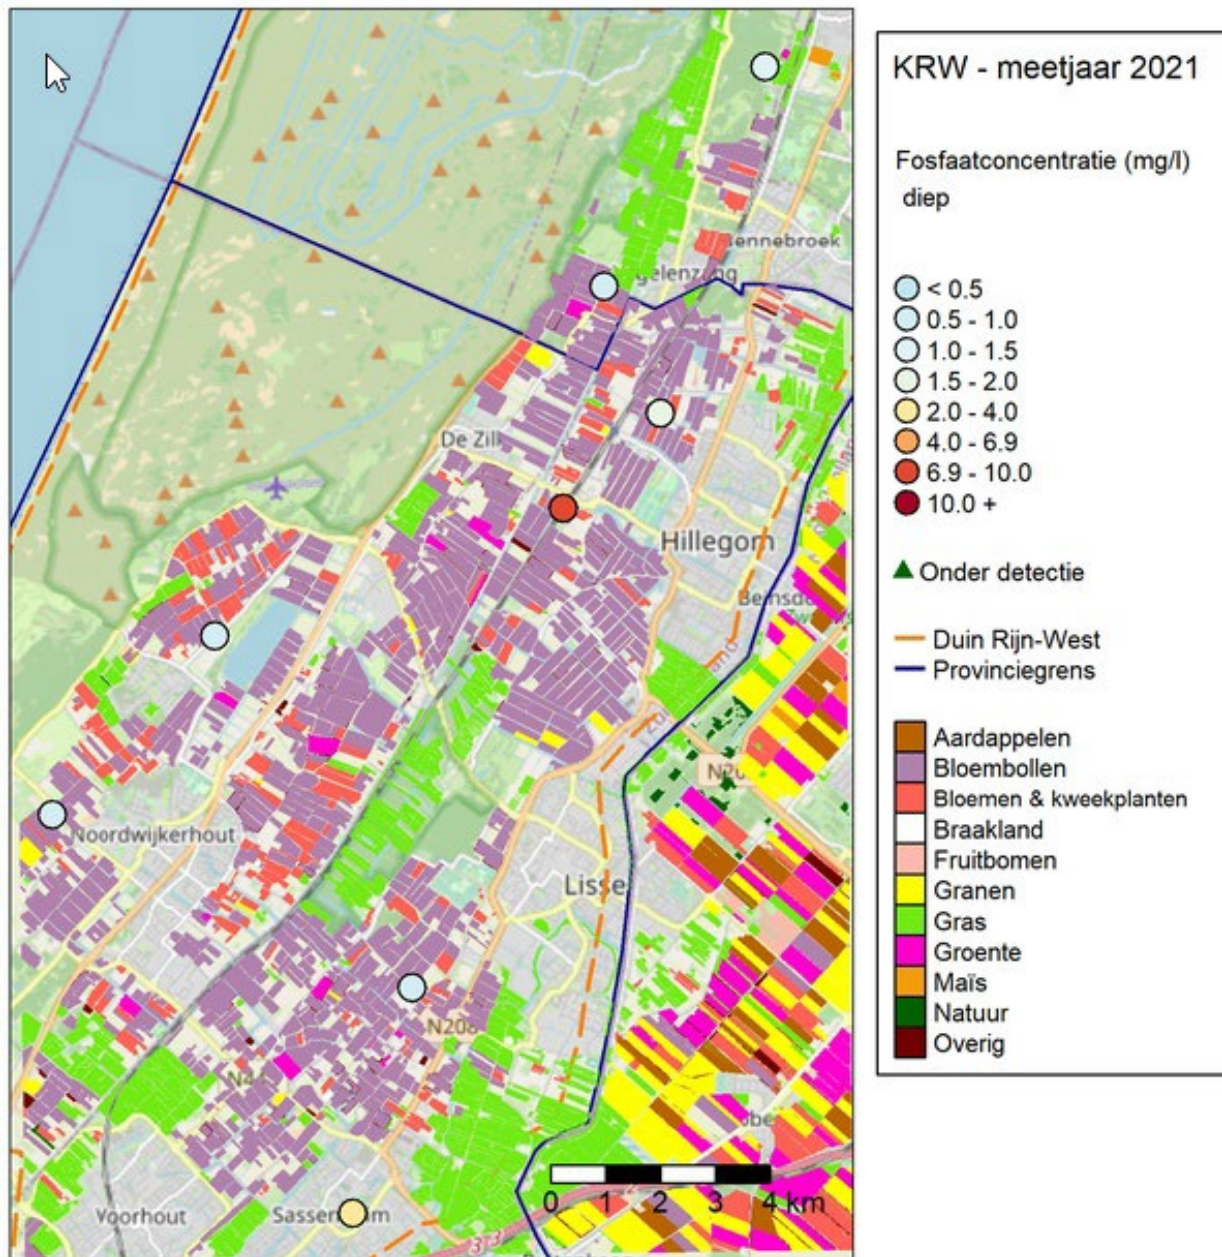 KRW - meetjaar 2021
Fosfaatconcentratie (mg/l)
diep
< 0.5
0.5 - 1.0
1.0 - 1.5
1.5 - 2.0
2.0 - 4.0
4.0 - 6.9
6.9 - 10.0
10.0 +
Onder detectie
Duin Rijn-West
Provinciegrens
Aardappelen
Bloembollen
Bloemen & kweekplanten
Braakland
Fruitbomen
Granen
Gras
Groente
Maïs
Natuur
Overig
De Zilk
Hillegom
Noordwijkerhout
Lisse
N208
Voorhout
0 1 2 3 4 km